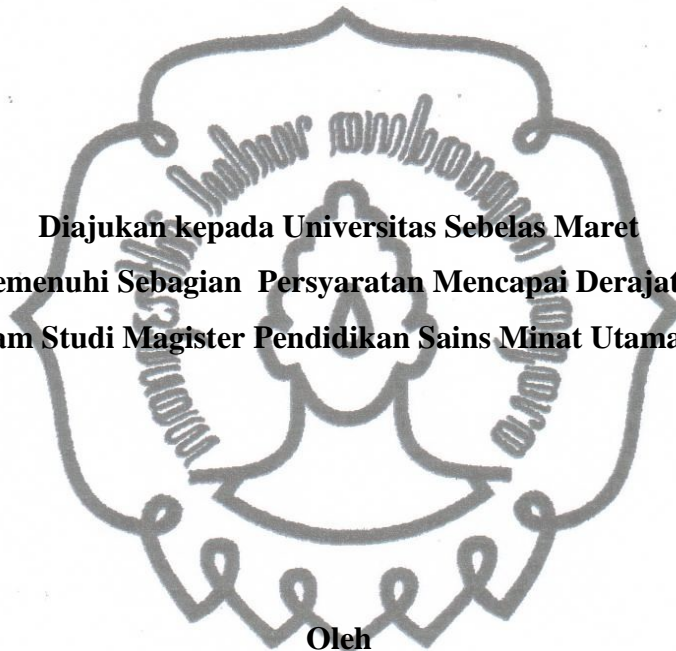 Diajukan kepada Universitas Sebelas Maret
emenuhi Sebagian Persyaratan Mencapai Derajat
am Studi Magister Pendidikan Sains Minat Utama
Oleh